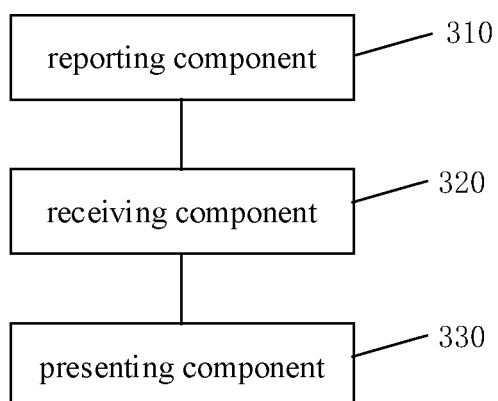 reporting component
310
receiving component
320
presenting component
330